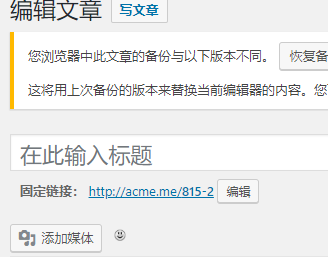 编辑文章 写文章
您浏览器中此文章的备份与以下版本不同。 恢复备
这将用上次备份的版本来替换当前编辑器的内容。您
在此输入标题
固定链接： http://acme.me/815-2 编辑
添加媒体